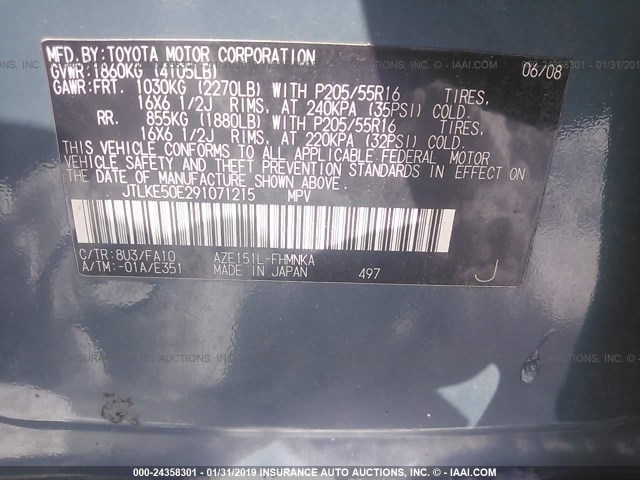 MFD. BY: TOYOTA MOTOR CORPORATION 06/08
GVWR: 1860KG (4105LB)
GAWR: FRT. 1030KG (2270LB) WITH P205/55R16 TIRES,
16X6 1/2J RIMS, AT 240KPA (35PSI) COLD.
RR. 855KG (1880LB) WITH P205/55R16 TIRES,
16X6 1/2J RIMS, AT 220KPA (32PSI) COLD.
THIS VEHICLE CONFORMS TO ALL APPLICABLE FEDERAL MOTOR
VEHICLE SAFETY AND THEFT PREVENTION STANDARDS IN EFFECT ON
THE DATE OF MANUFACTURE SHOWN ABOVE.
JTLKE50E291071215 MPV
C/TR: 8U3/FA10 AZE151L-FHMNKA
A/TM: -01A/E351 MADE IN JAPAN 497 J
000-24358301 - 01/31/2019 - INSURANCE AUTO AUCTIONS, INC. - © - IAAI.COM